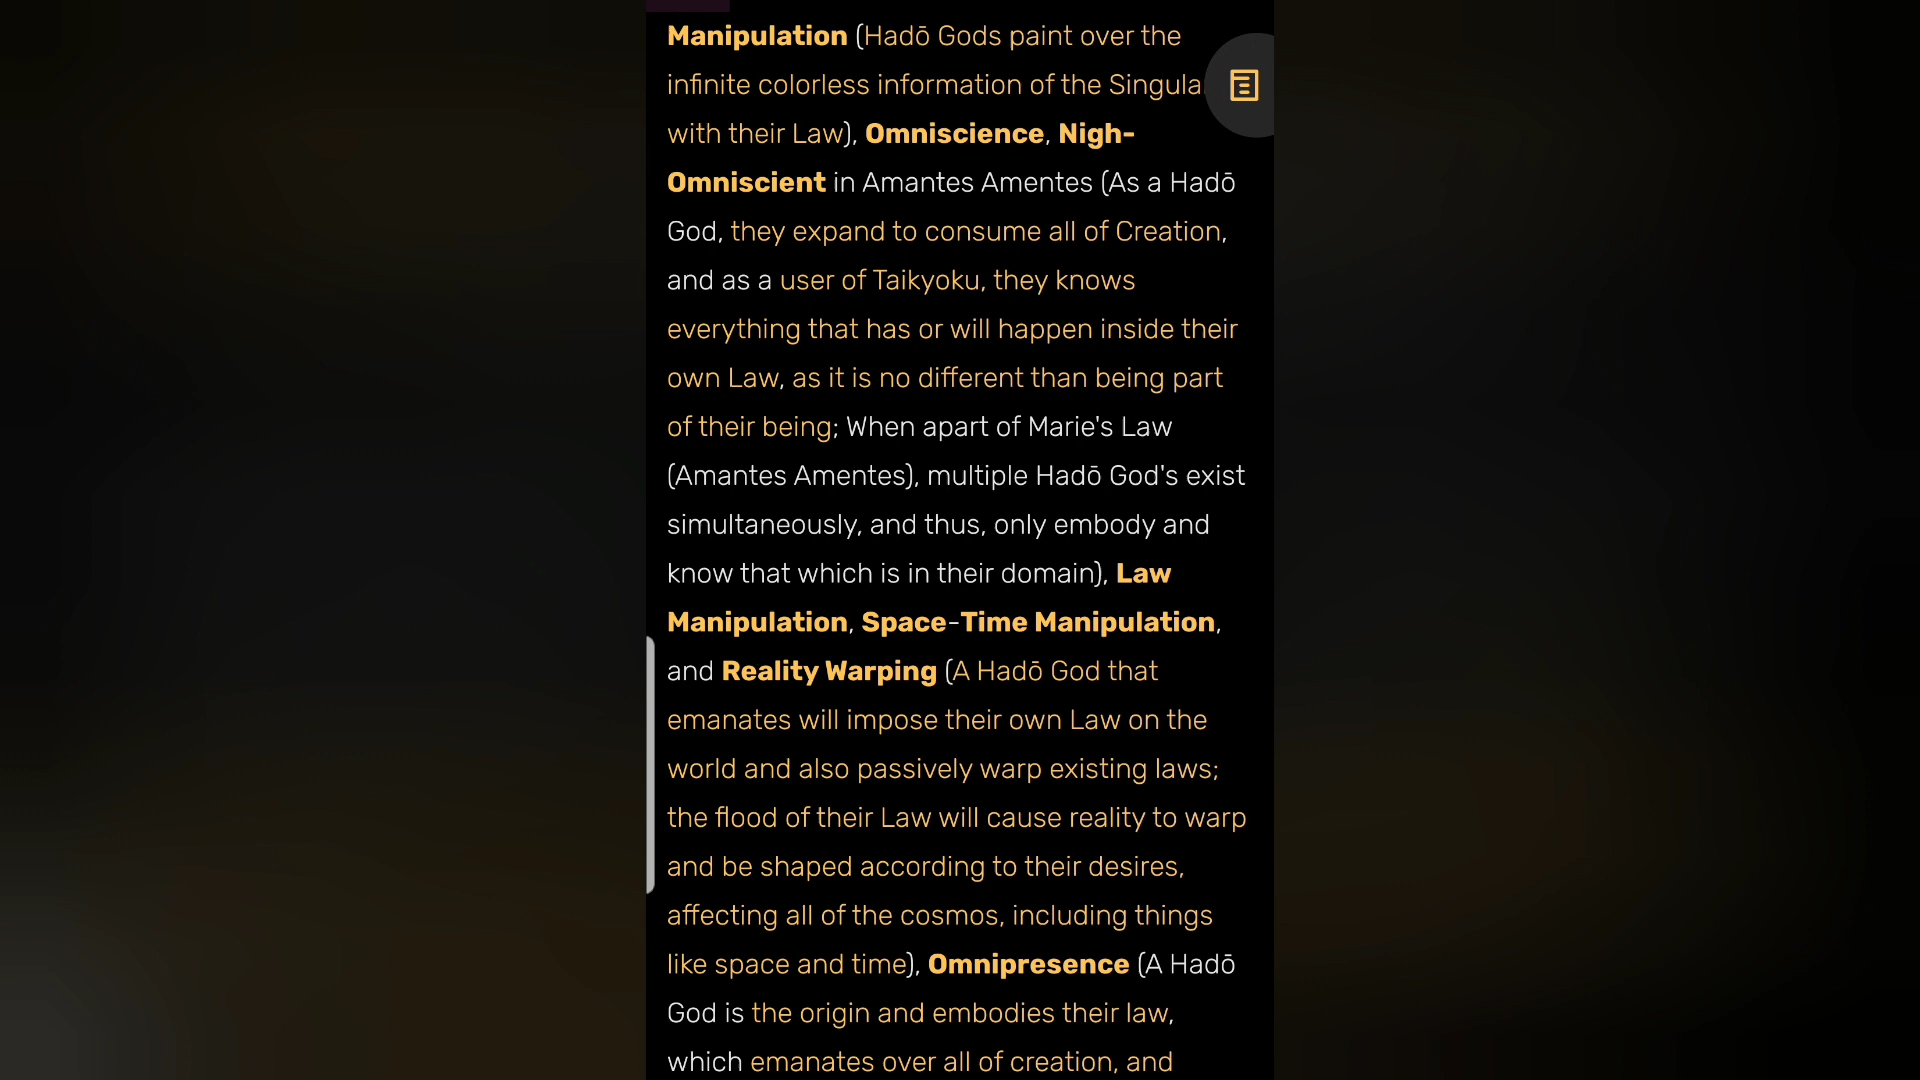 Manipulation (Hadō Gods paint over the
infinite colorless information of the Singula
with their Law), Omniscience, Nigh-
Omniscient in Amantes Amentes (As a Hadō
God, they expand to consume all of Creation,
and as a user of Taikyoku, they knows
everything that has or will happen inside their
own Law, as it is no different than being part
of their being; When apart of Marie's Law
(Amantes Amentes), multiple Hadō God's exist
simultaneously, and thus, only embody and
know that which is in their domain), Law
Manipulation, Space-Time Manipulation,
and Reality Warping (A Hadō God that
emanates will impose their own Law on the
world and also passively warp existing laws;
the flood of their Law will cause reality to warp
and be shaped according to their desires,
affecting all of the cosmos, including things
like space and time), Omnipresence (A Hadō
God is the origin and embodies their law,
which emanates over all of creation, and